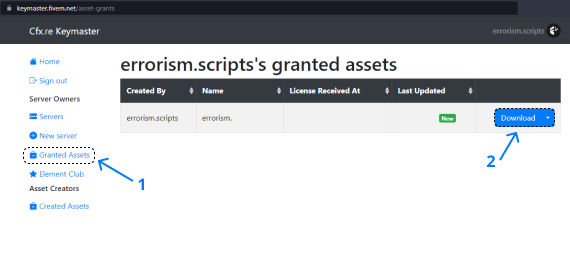 keymaster.fivem.net/asset-grants
Cfx.re Keymaster
errorism.scripts
Home
Sign out
Server Owners
Servers
New server
Granted Assets
Element Club
Asset Creators
Created Assets
1
errorism.scripts's granted assets
Created By Name License Received At Last Updated
errorism.scripts errorism. New Download
2